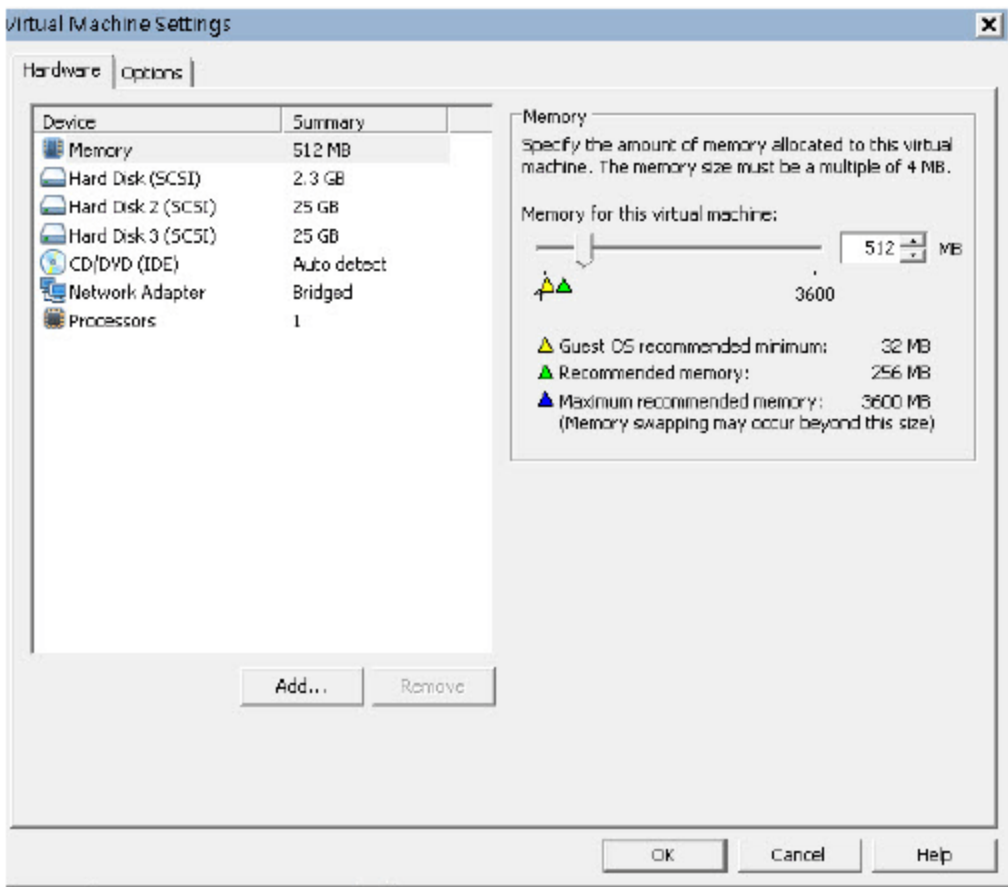 Virtual Machine Settings
Hardware
Options
Device Summary
Memory 512 MB
Hard Disk (SCSI) 2.3 GB
Hard Disk 2 (SCSI) 25 GB
Hard Disk 3 (SCSI) 25 GB
CD/DVD (IDE) Auto detect
Network Adapter Bridged
Processors 1
Add...
Remove
Memory
Specify the amount of memory allocated to this virtual
machine. The memory size must be a multiple of 4 MB.
Memory for this virtual machine:
512 MB
4 3600
Guest OS recommended minimum: 32 MB
Recommended memory: 256 MB
Maximum recommended memory: 3600 MB
(Memory swapping may occur beyond this size)
OK Cancel Help